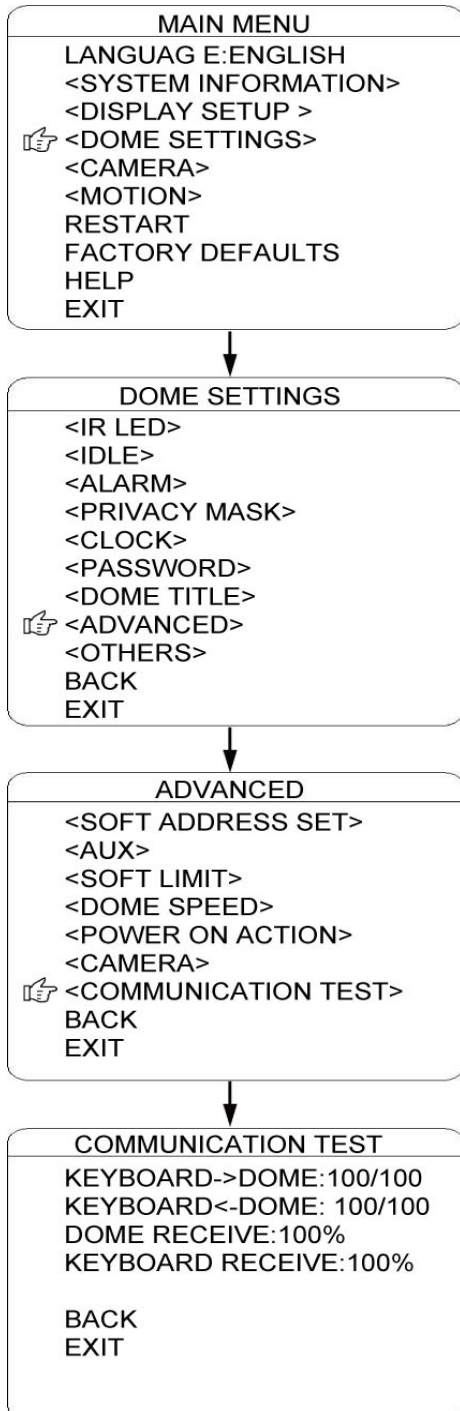 MAIN MENU
LANGUAG E:ENGLISH
<SYSTEM INFORMATION>
<DISPLAY SETUP >
<DOME SETTINGS>
<CAMERA>
<MOTION>
RESTART
FACTORY DEFAULTS
HELP
EXIT
DOME SETTINGS
<IR LED>
<IDLE>
<ALARM>
<PRIVACY MASK>
<CLOCK>
<PASSWORD>
<DOME TITLE>
<ADVANCED>
<OTHERS>
BACK
EXIT
ADVANCED
<SOFT ADDRESS SET>
<AUX>
<SOFT LIMIT>
<DOME SPEED>
<POWER ON ACTION>
<CAMERA>
<COMMUNICATION TEST>
BACK
EXIT
COMMUNICATION TEST
KEYBOARD->DOME:100/100
KEYBOARD<-DOME: 100/100
DOME RECEIVE:100%
KEYBOARD RECEIVE:100%
BACK
EXIT